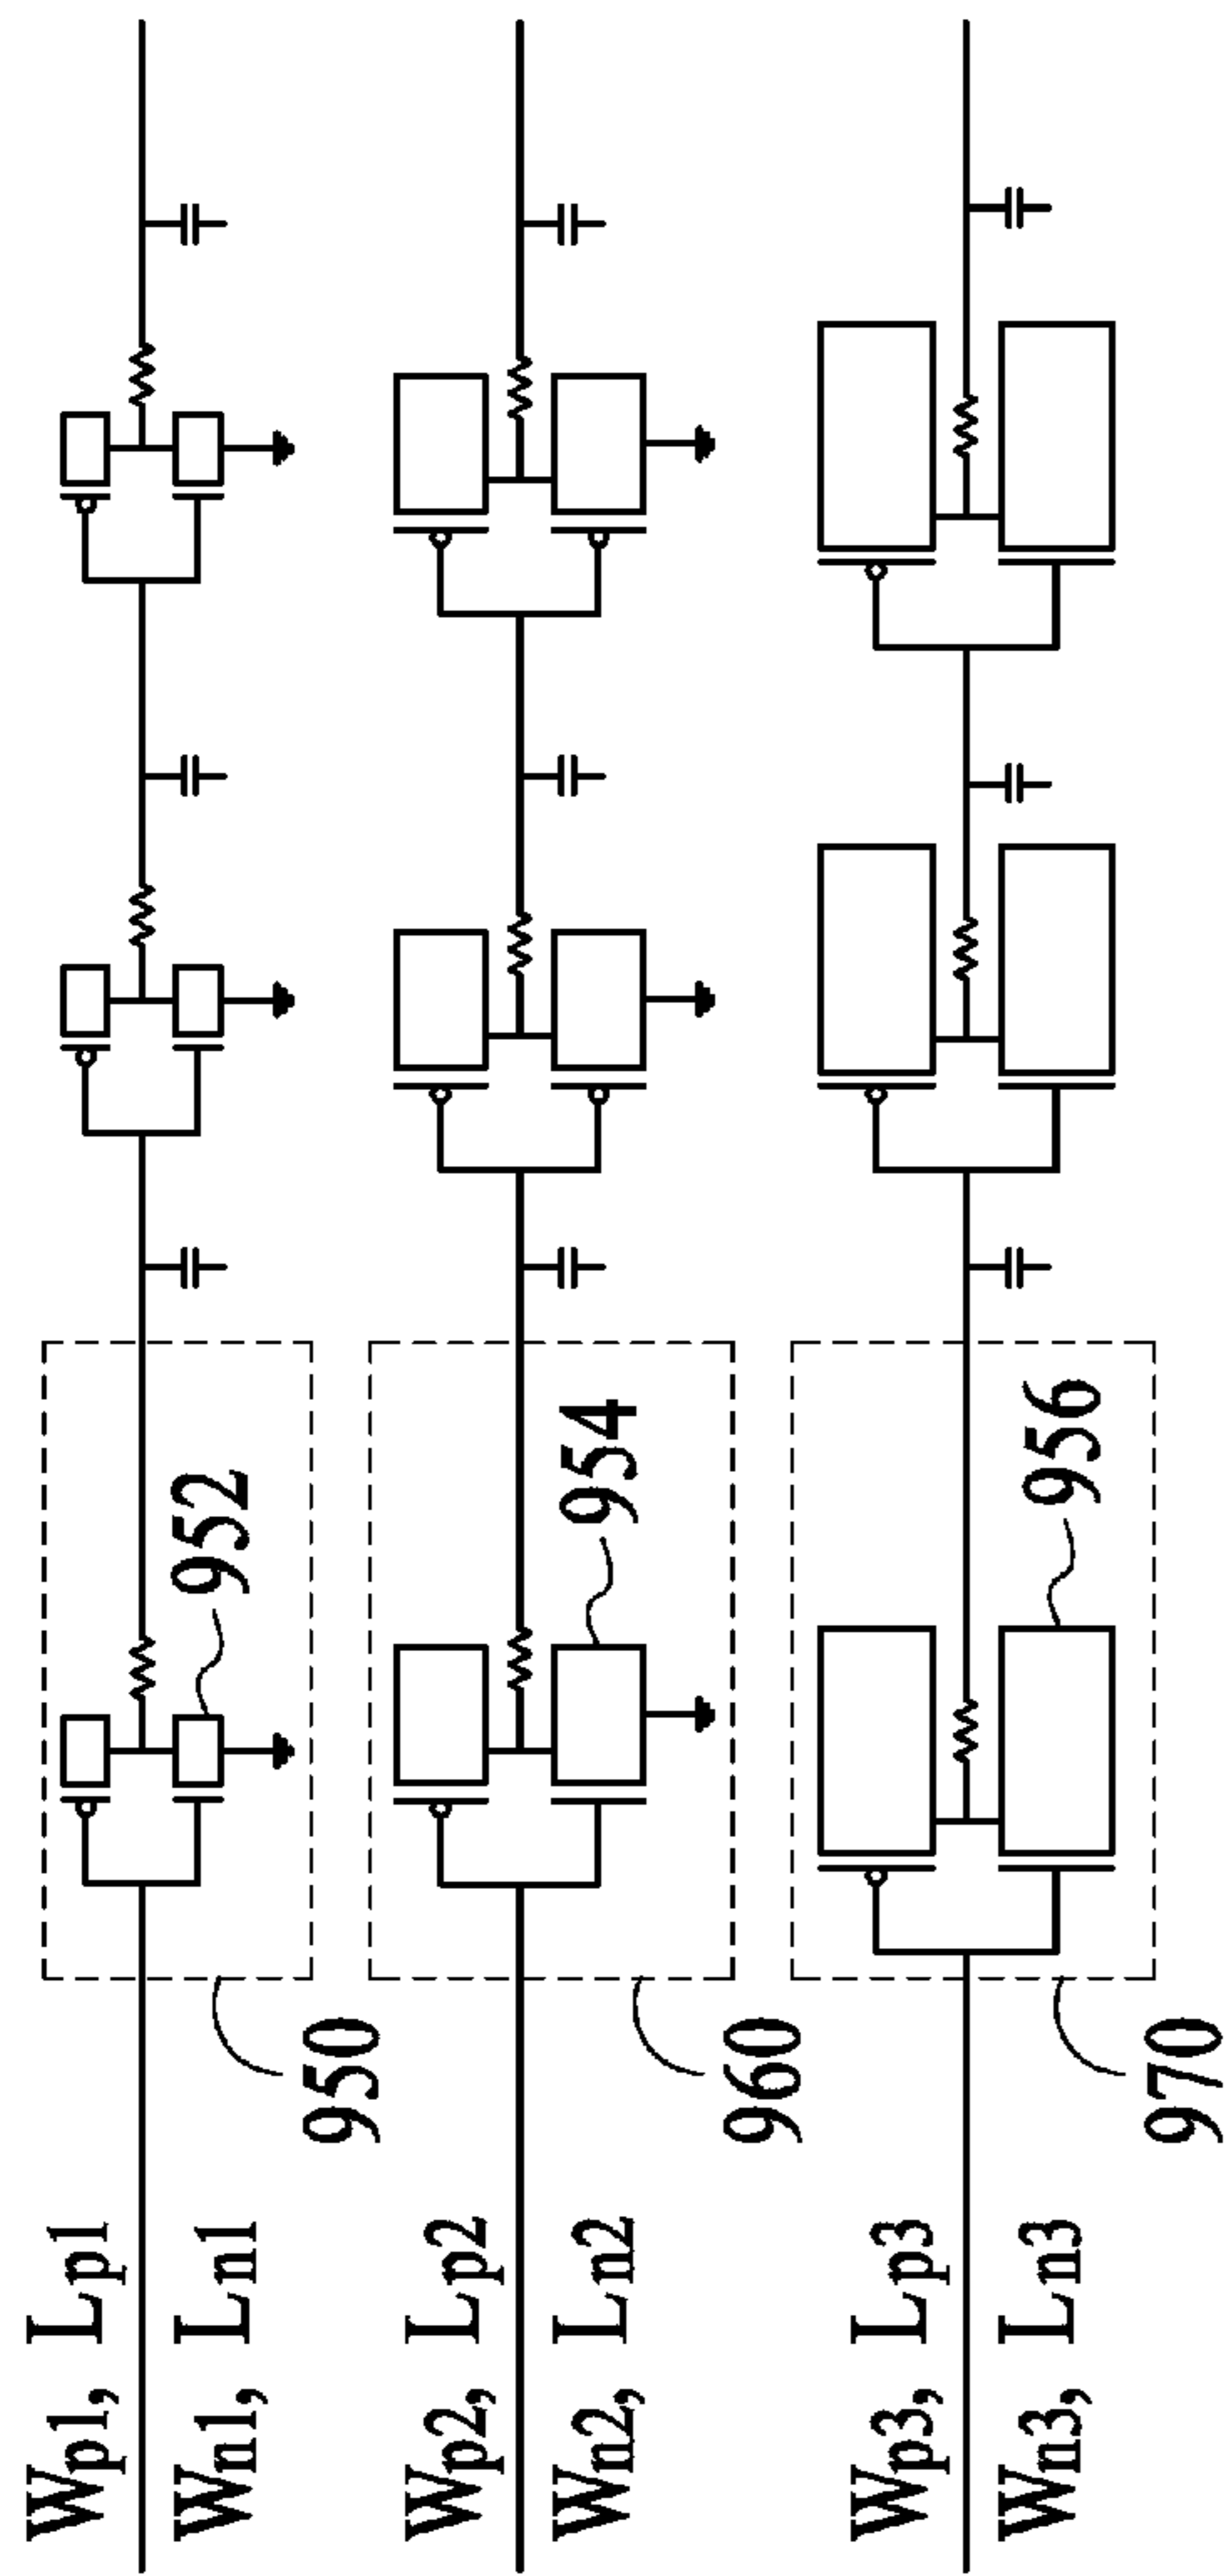 Wp1, Lp1
Wn1, Ln1
950
952
Wp2, Lp2
Wn2, Ln2
960
954
Wp3, Lp3
Wn3, Ln3
970
956